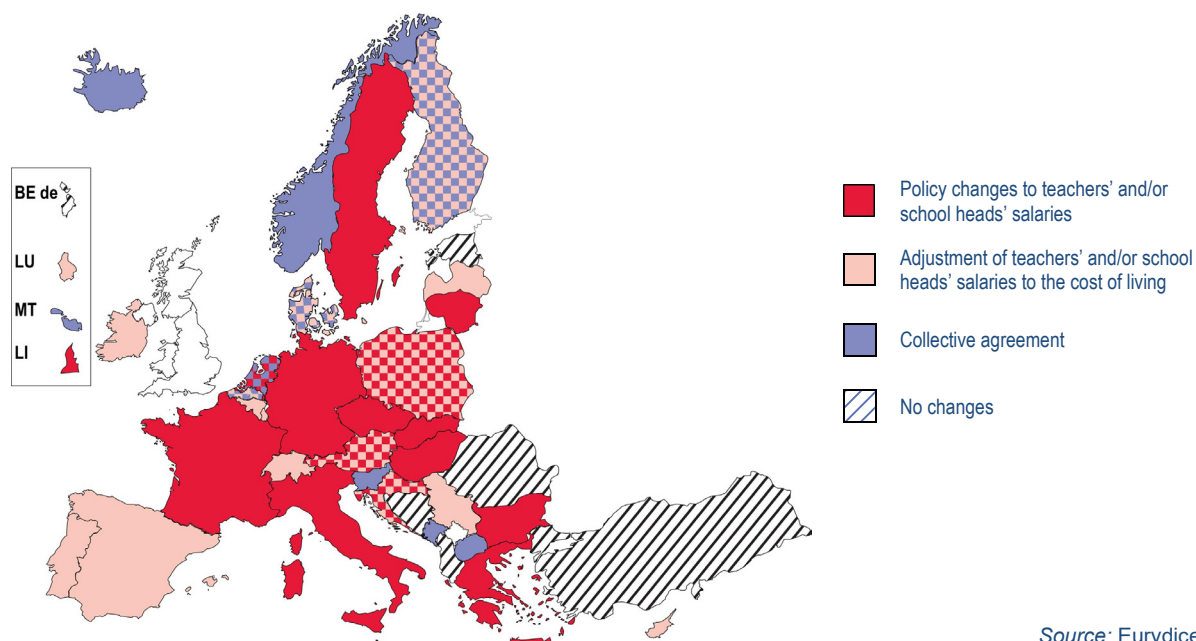 BE de
LU
MT
LI
Policy changes to teachers’ and/or
school heads’ salaries
Adjustment of teachers’ and/or school
heads’ salaries to the cost of living
Collective agreement
No changes
Source: Eurydice